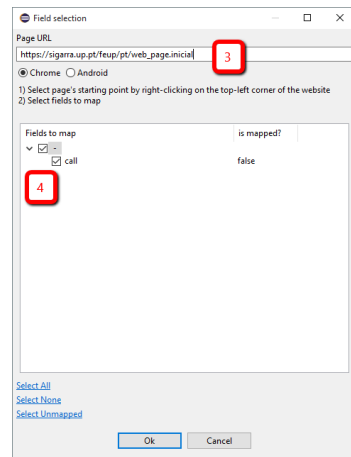 Field selection
Page URL
https://sigarra.up.pt/feup/pt/web_page.inicial
3
Chrome Android
1) Select page's starting point by right-clicking on the top-left corner of the website
2) Select fields to map
Fields to map is mapped?
-
call false
4
Select All
Select None
Select Unmapped
Ok Cancel